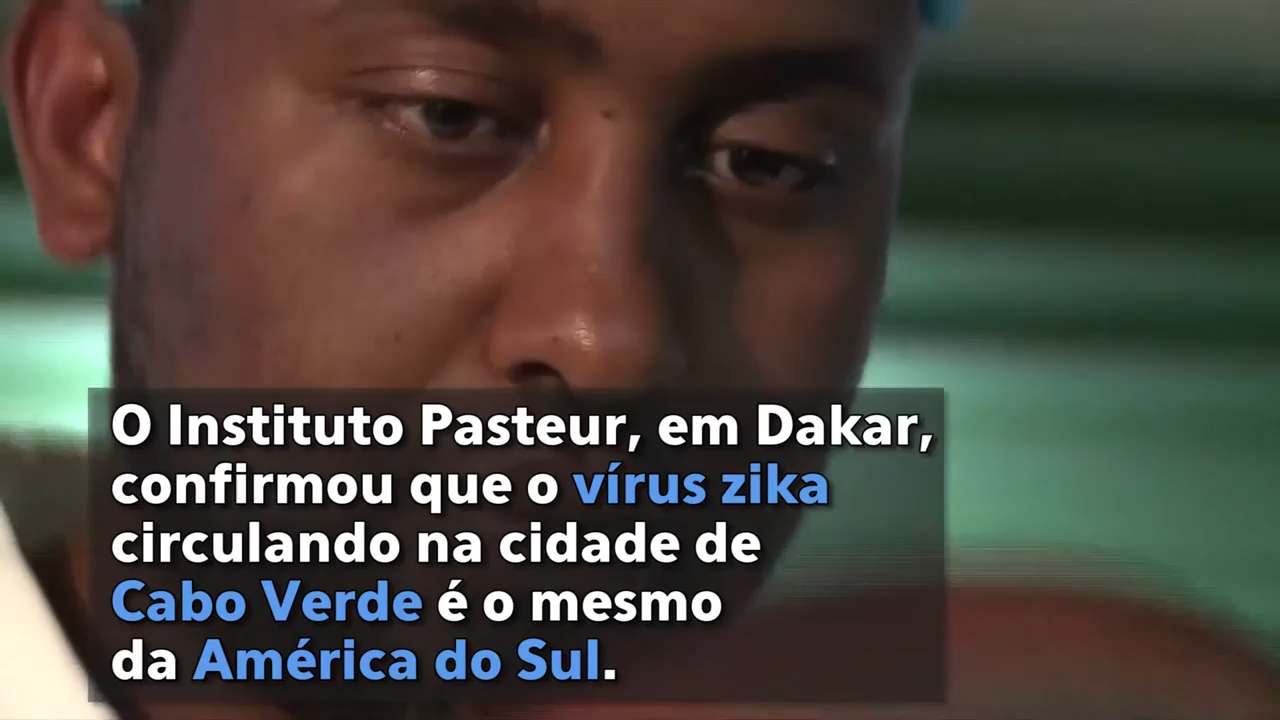 O Instituto Pasteur, em Dakar,
confirmou que o vírus zika
circulando na cidade de
Cabo Verde é o mesmo
da América do Sul.